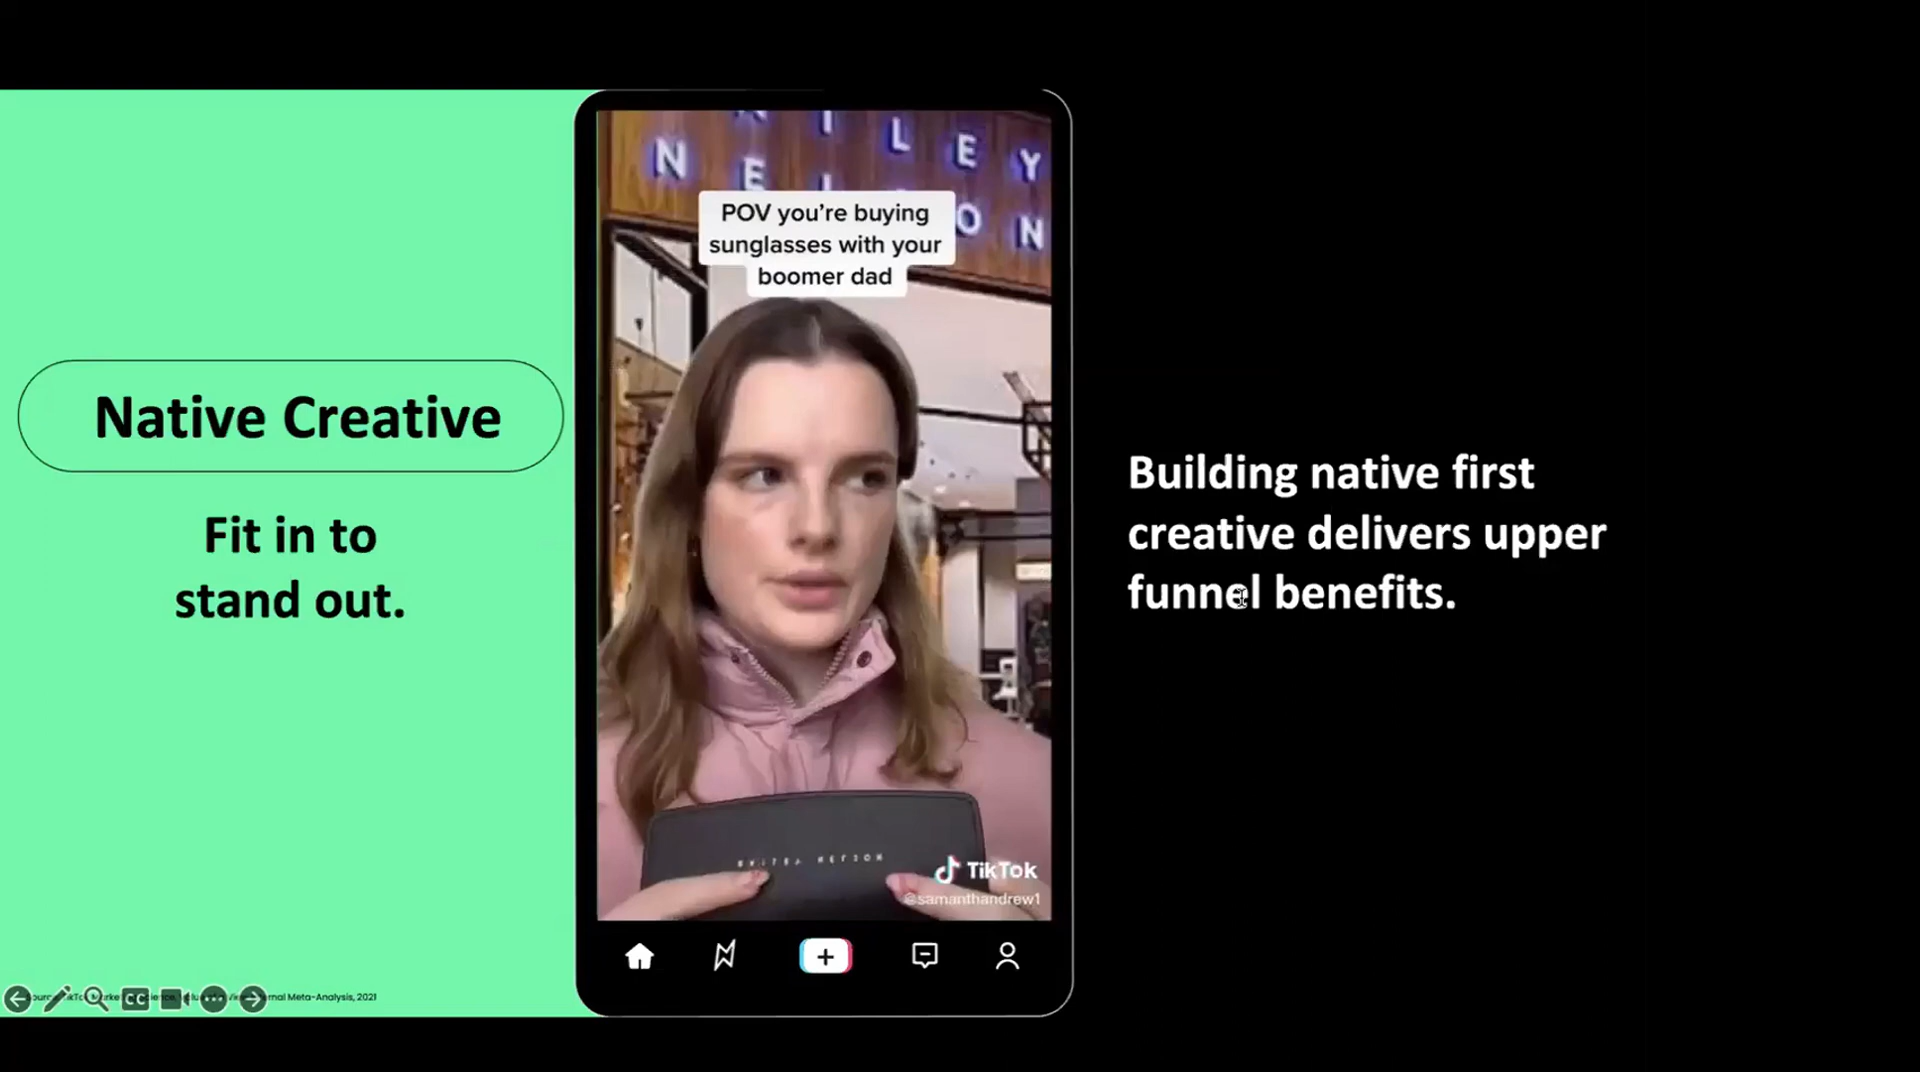 Native Creative
Fit in to
stand out.
I L E Y
N E O N
POV you’re buying
sunglasses with your
boomer dad
TikTok
@samanthandrew1
Building native first
creative delivers upper
funnel benefits.
CC
Meta-Analysis, 2021